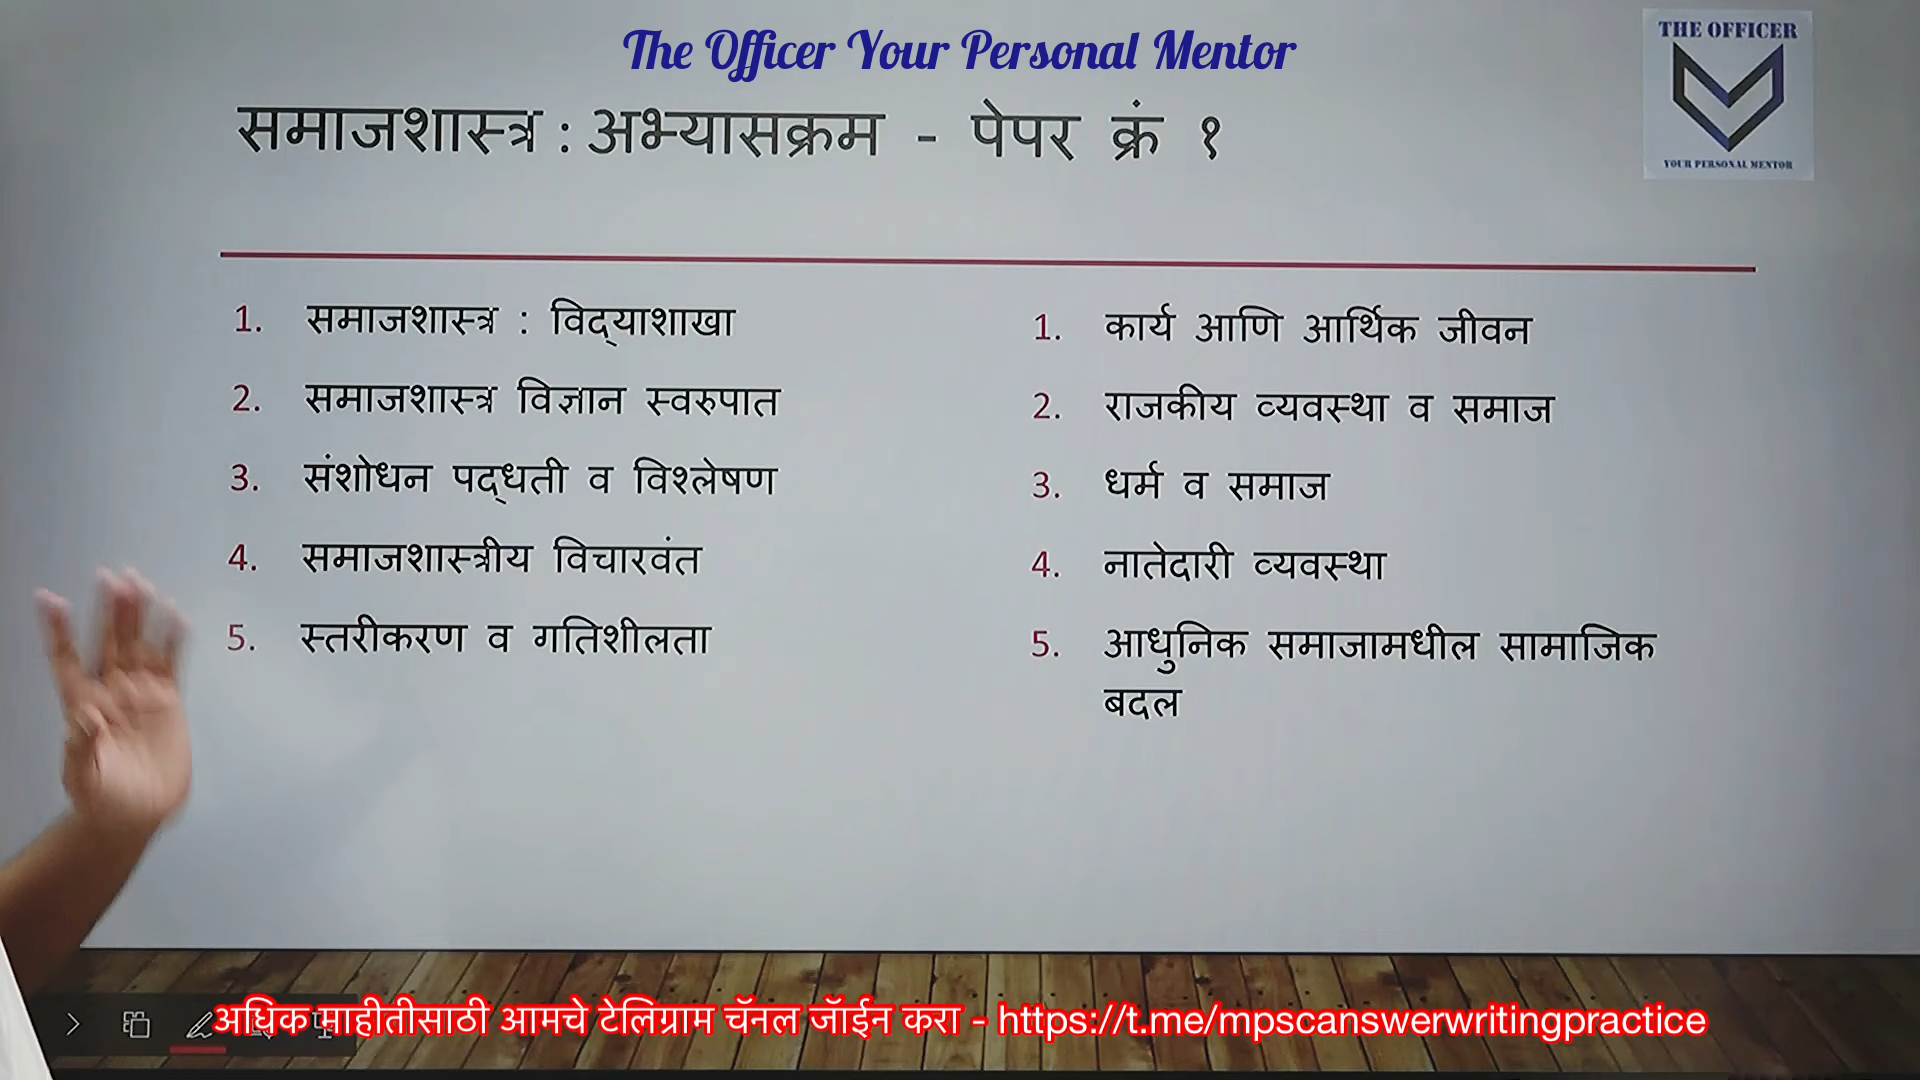 The Officer Your Personal Mentor
THE OFFICER
YOUR PERSONAL MENTOR
समाजशास्त्र : अभ्यासक्रम - पेपर क्रं १
1. समाजशास्त्र : विद्याशाखा
2. समाजशास्त्र विज्ञान स्वरुपात
3. संशोधन पद्धती व विश्लेषण
4. समाजशास्त्रीय विचारवंत
5. स्तरीकरण व गतिशीलता
1. कार्य आणि आर्थिक जीवन
2. राजकीय व्यवस्था व समाज
3. धर्म व समाज
4. नातेदारी व्यवस्था
5. आधुनिक समाजामधील सामाजिक
बदल
अधिक माहीतीसाठी आमचे टेलिग्राम चॅनल जॉईन करा - https://t.me/mpscanswerwritingpractice